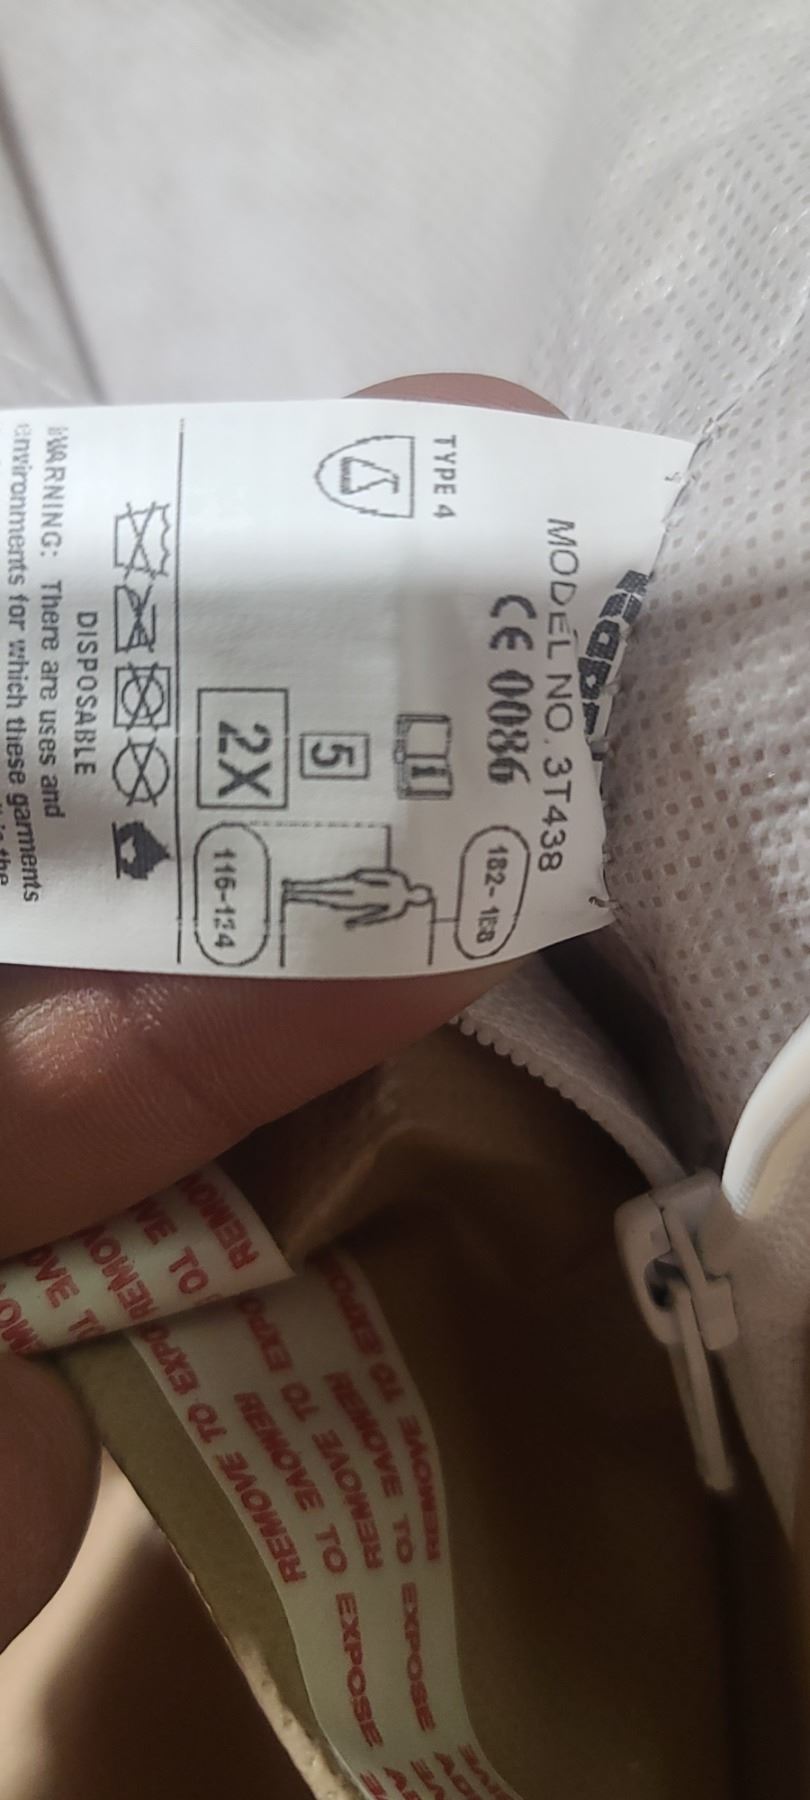 MODEL NO. 3T438
CE 0086
TYPE 4
182-188
i
5
2X
116-124
DISPOSABLE
WARNING: There are uses and
environments for which these garments
REMOVE TO EXPOSE
REMOVE TO EXPOSE
REMOVE TO EXPOSE
REMOVE